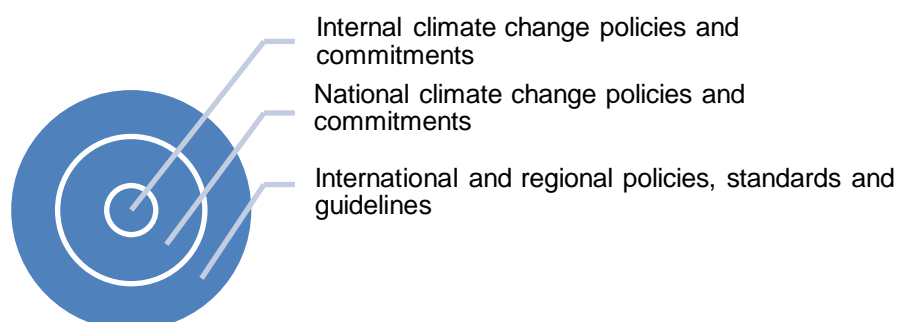 Internal climate change policies and
commitments
National climate change policies and
commitments
International and regional policies, standards and
guidelines